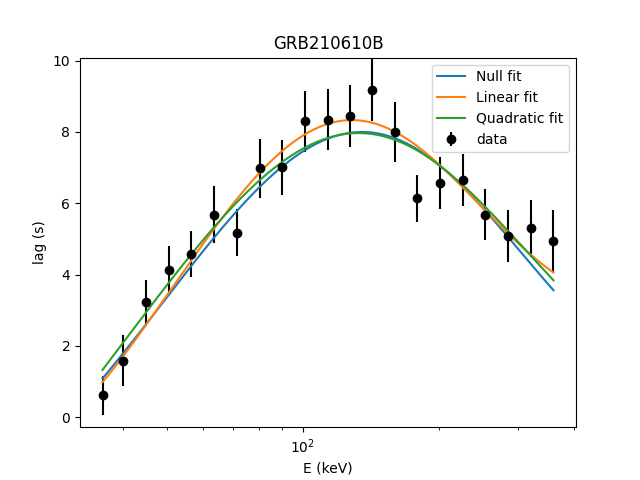 GRB210610B
10
8
6
4
2
0
lag (s)
Null fit
Linear fit
Quadratic fit
data
10²
E (keV)